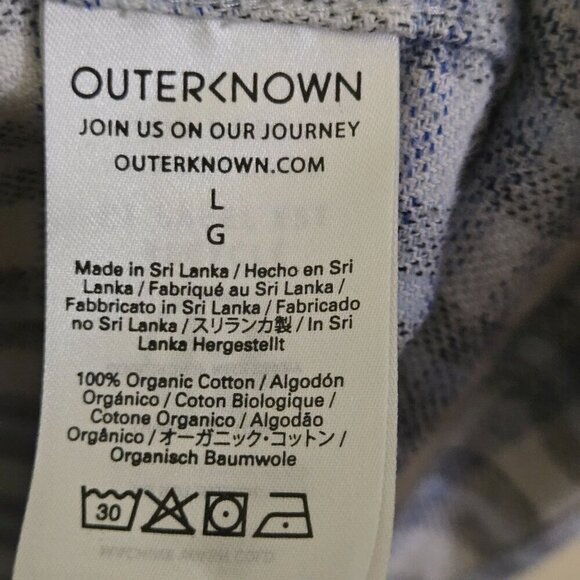 OUTERKNOWN
JOIN US ON OUR JOURNEY
OUTERKNOWN.COM
L
G
Made in Sri Lanka / Hecho en Sri
Lanka / Fabriqué au Sri Lanka /
Fabbricato in Sri Lanka / Fabricado
no Sri Lanka / スリランカ製 / In Sri
Lanka Hergestellt
100% Organic Cotton / Algodón
Orgánico / Coton Biologique /
Cotone Organico / Algodão
Orgânico / オーガニック・コットン /
Organisch Baumwole
30